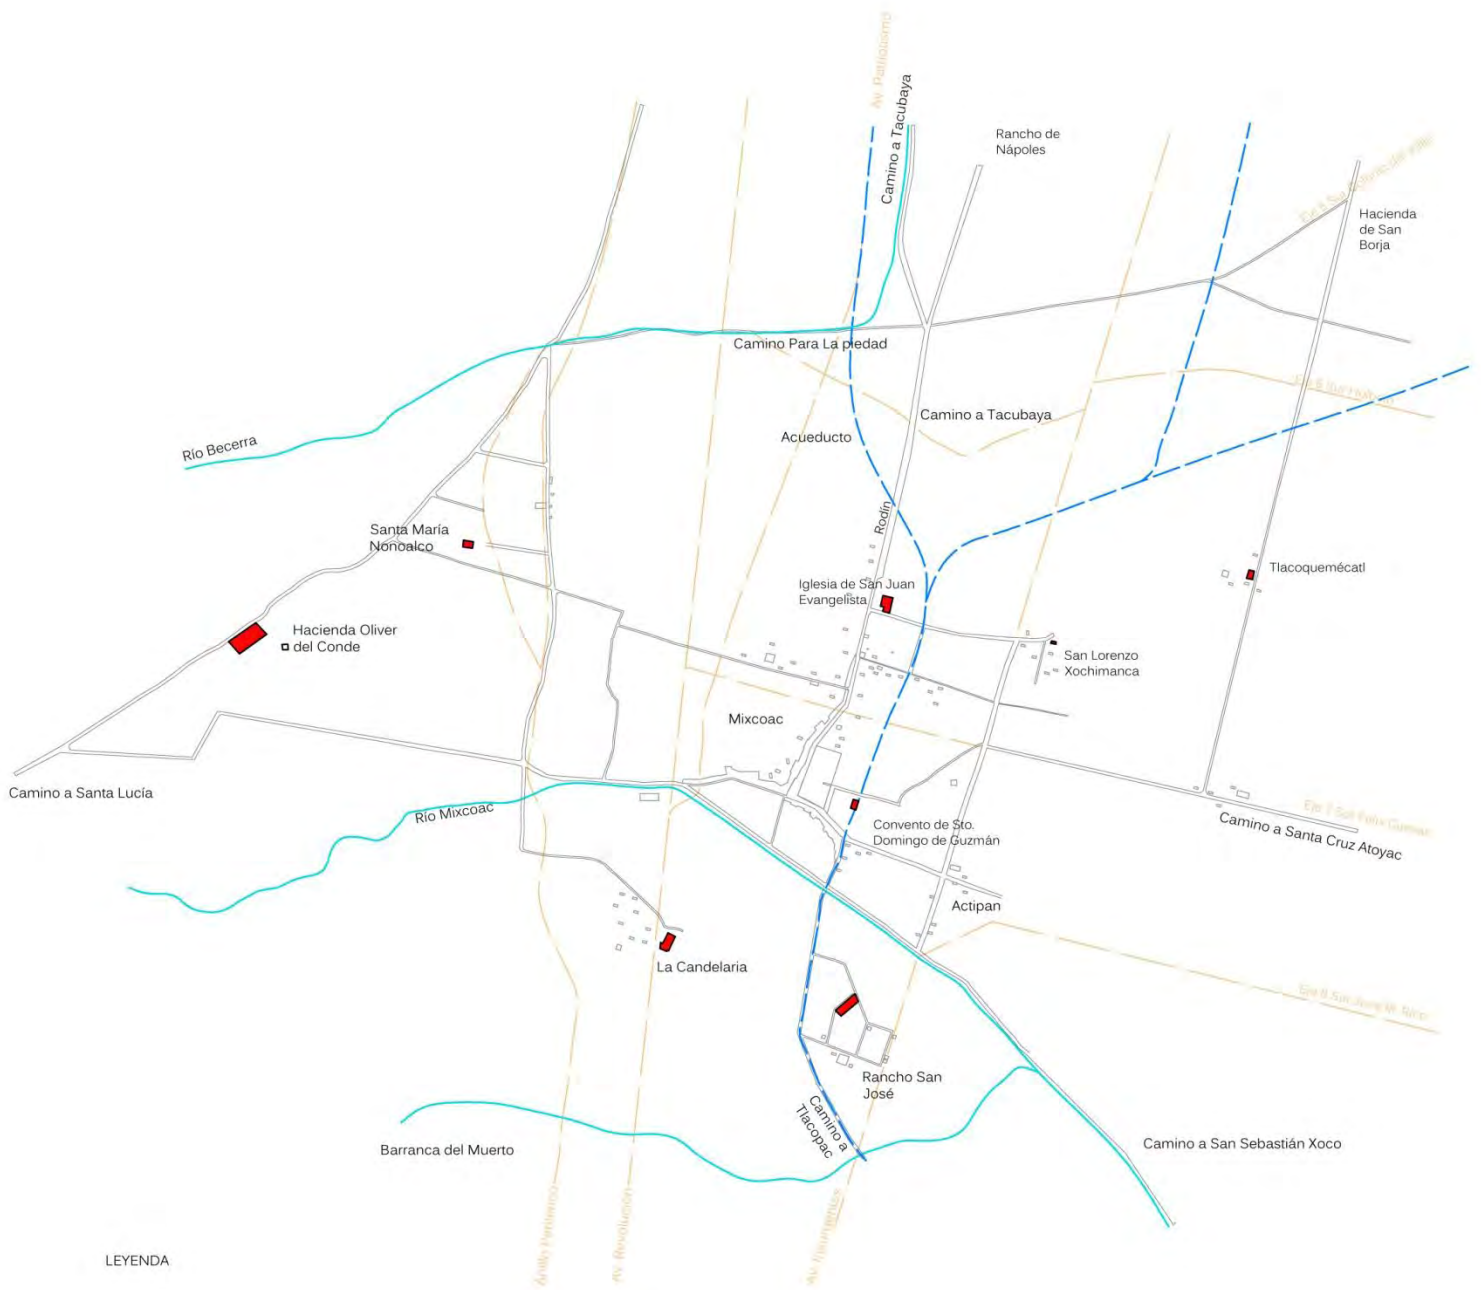 Av. Patriotismo
Camino a Tacubaya
Rancho de
Nápoles
Hacienda
de San
Borja
Camino Para La piedad
Camino a Tacubaya
Acueducto
Río Becerra
Rodín
Santa María
Nonoalco
Iglesia de San Juan
Evangelista
Tlacoquemécatl
Hacienda Oliver
del Conde
San Lorenzo
Xochimanca
Mixcoac
Camino a Santa Lucía
Río Mixcoac
Convento de Sto.
Domingo de Guzmán
Camino a Santa Cruz Atoyac
Actipan
La Candelaria
Rancho San
José
Camino a
Tlacopac
Barranca del Muerto
Camino a San Sebastián Xoco
Av. Revolución
Av. Insurgentes
LEYENDA